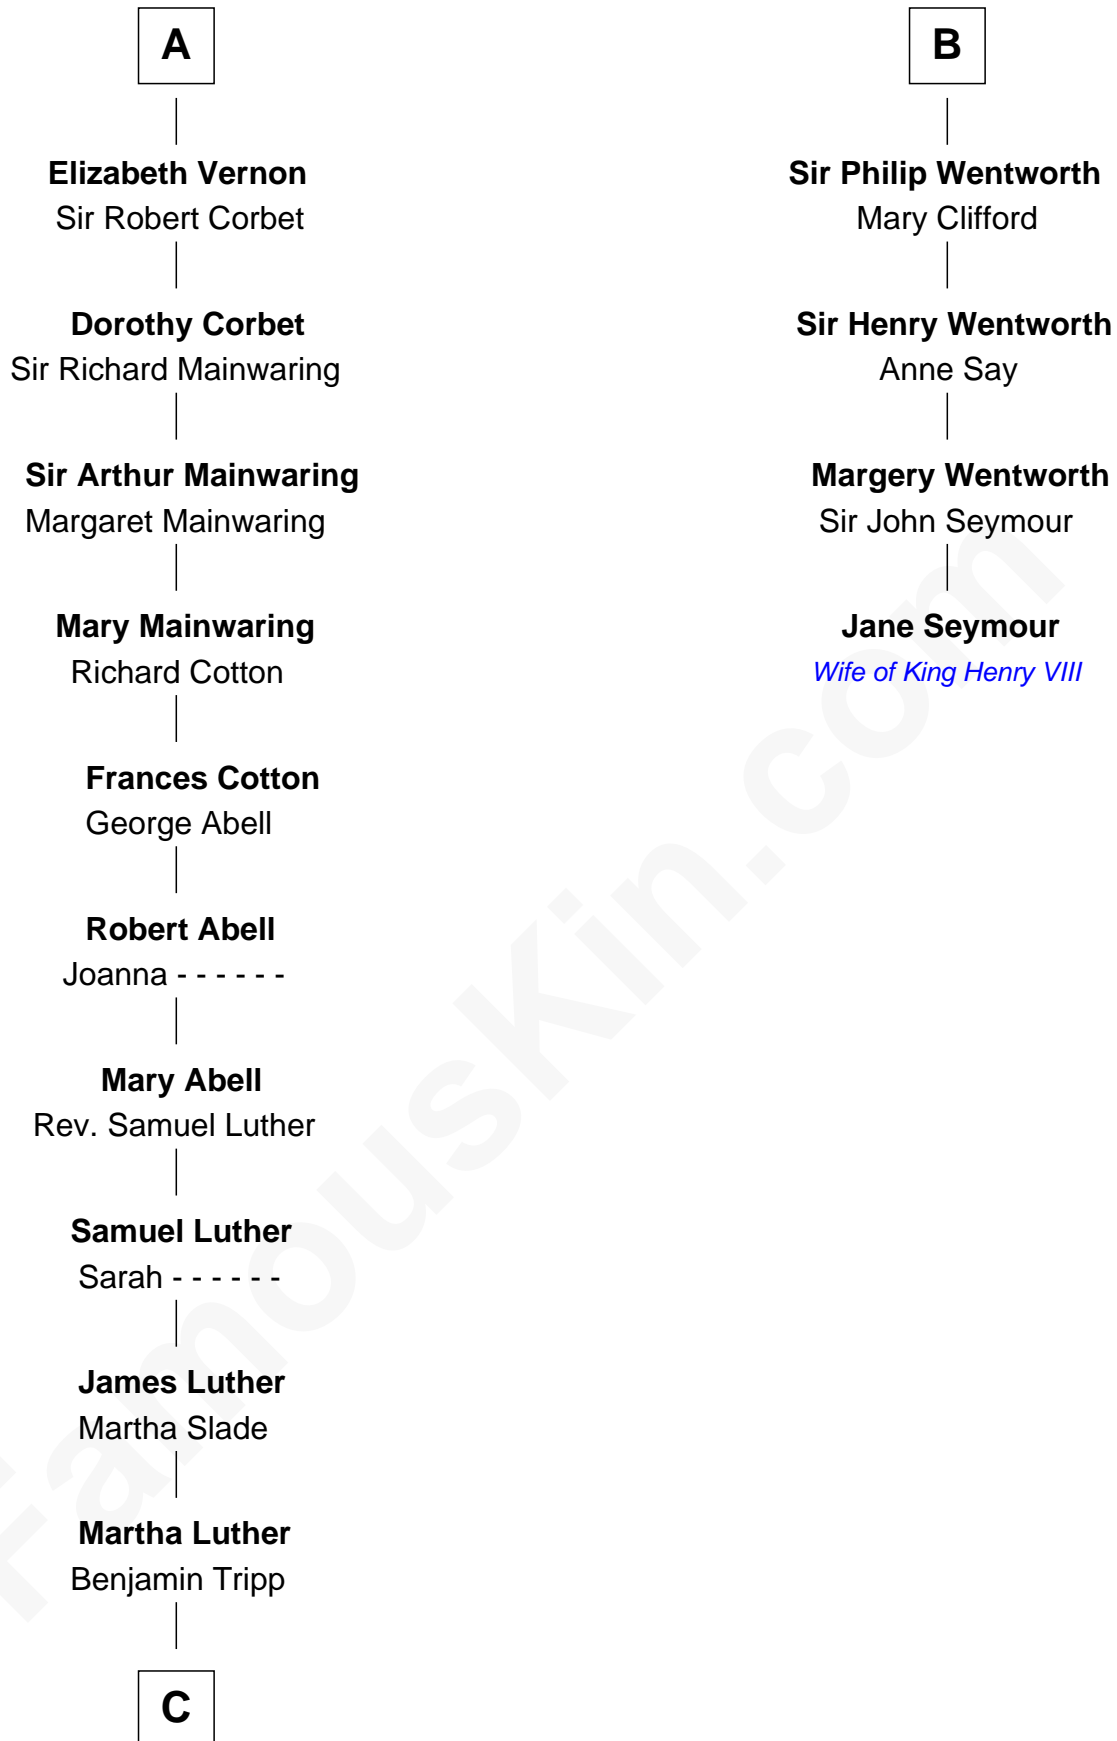 A
Elizabeth Vernon
Sir Robert Corbet
Dorothy Corbet
Sir Richard Mainwaring
Sir Arthur Mainwaring
Margaret Mainwaring
Mary Mainwaring
Richard Cotton
Frances Cotton
George Abell
Robert Abell
Joanna - - - - - -
Mary Abell
Rev. Samuel Luther
Samuel Luther
Sarah - - - - - -
James Luther
Martha Slade
Martha Luther
Benjamin Tripp
C
B
Sir Philip Wentworth
Mary Clifford
Sir Henry Wentworth
Anne Say
Margery Wentworth
Sir John Seymour
Jane Seymour
Wife of King Henry VIII
FamousKin.com